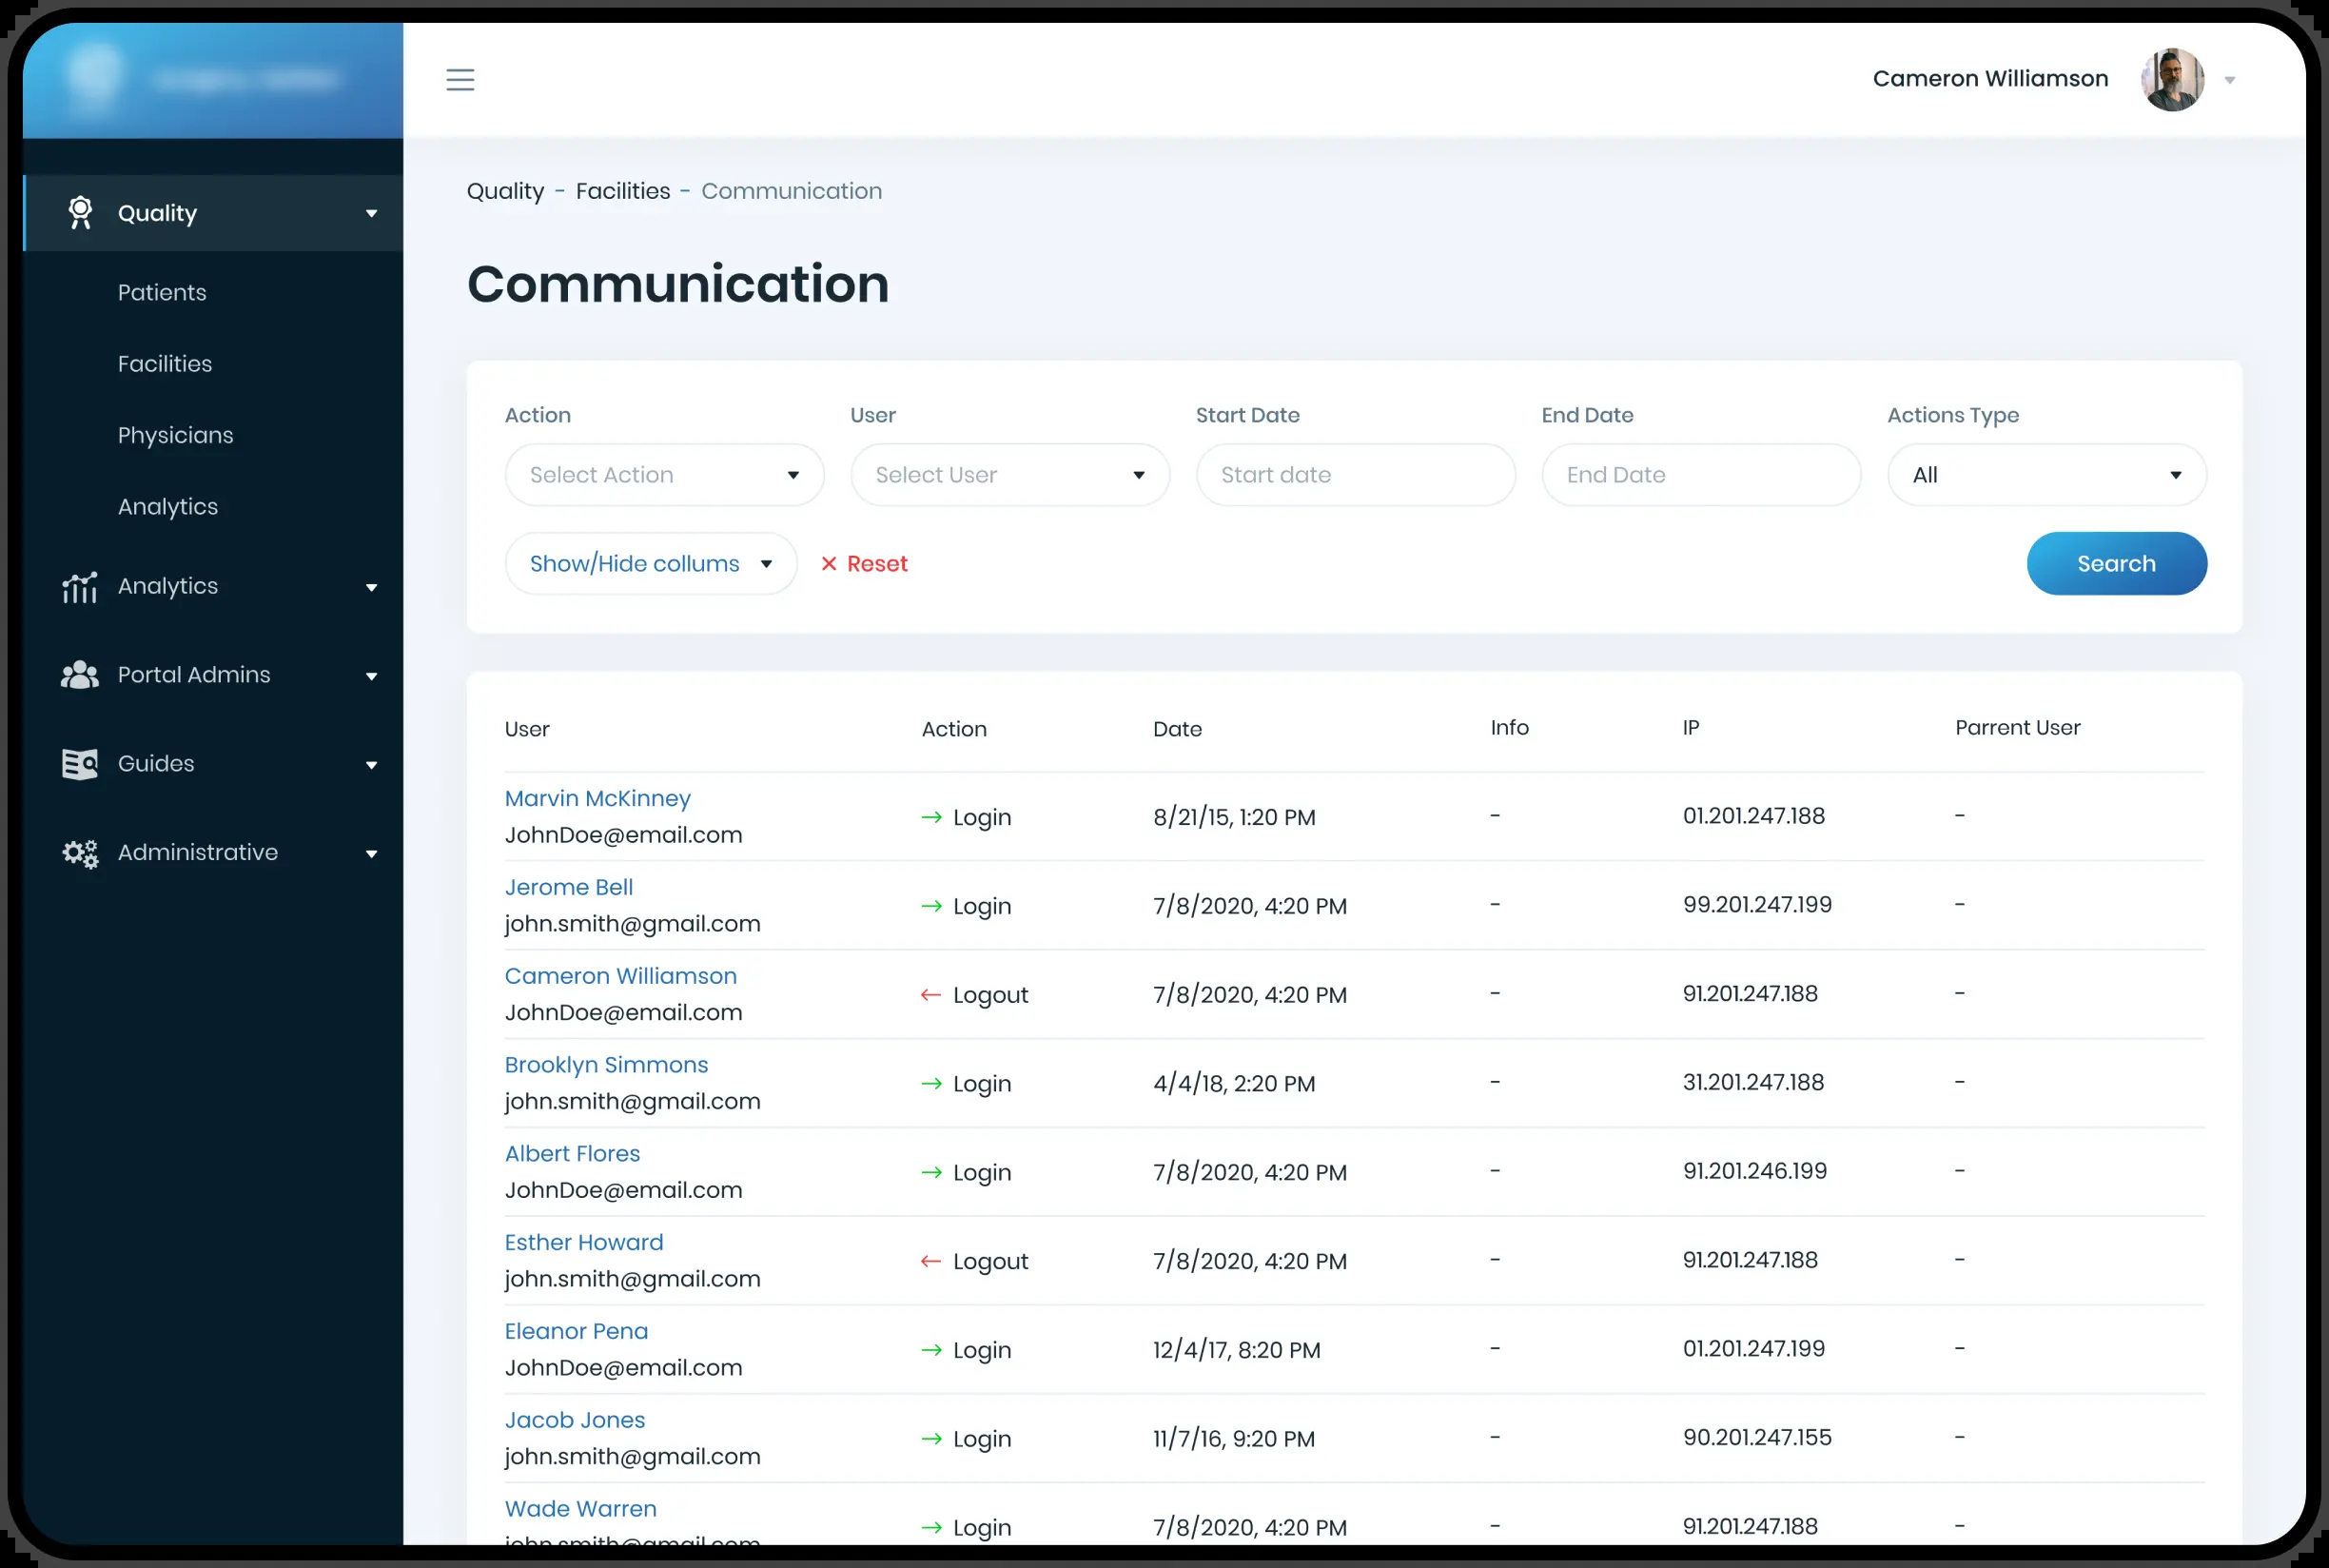 Cameron Williamson
Quality
Patients
Facilities
Physicians
Analytics
Analytics
Portal Admins
Guides
Administrative
Quality - Facilities - Communication
Communication
Action User Start Date End Date Actions Type
Select Action Select User Start date End Date All
Show/Hide collums × Reset Search
User Action Date Info IP Parrent User
Marvin McKinney
JohnDoe@email.com → Login 8/21/15, 1:20 PM - 01.201.247.188 -
Jerome Bell
john.smith@gmail.com → Login 7/8/2020, 4:20 PM - 99.201.247.199 -
Cameron Williamson
JohnDoe@email.com ← Logout 7/8/2020, 4:20 PM - 91.201.247.188 -
Brooklyn Simmons
john.smith@gmail.com → Login 4/4/18, 2:20 PM - 31.201.247.188 -
Albert Flores
JohnDoe@email.com → Login 7/8/2020, 4:20 PM - 91.201.246.199 -
Esther Howard
john.smith@gmail.com ← Logout 7/8/2020, 4:20 PM - 91.201.247.188 -
Eleanor Pena
JohnDoe@email.com → Login 12/4/17, 8:20 PM - 01.201.247.199 -
Jacob Jones
john.smith@gmail.com → Login 11/7/16, 9:20 PM - 90.201.247.155 -
Wade Warren
→ Login 7/8/2020, 4:20 PM - 91.201.247.188 -